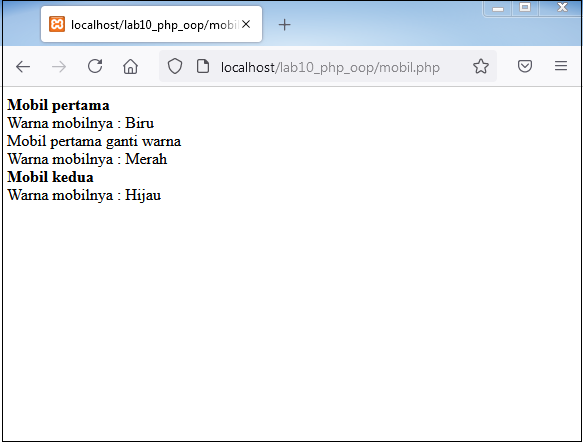 localhost/lab10_php_oop/mobil
localhost/lab10_php_oop/mobil.php
Mobil pertama
Warna mobilnya : Biru
Mobil pertama ganti warna
Warna mobilnya : Merah
Mobil kedua
Warna mobilnya : Hijau